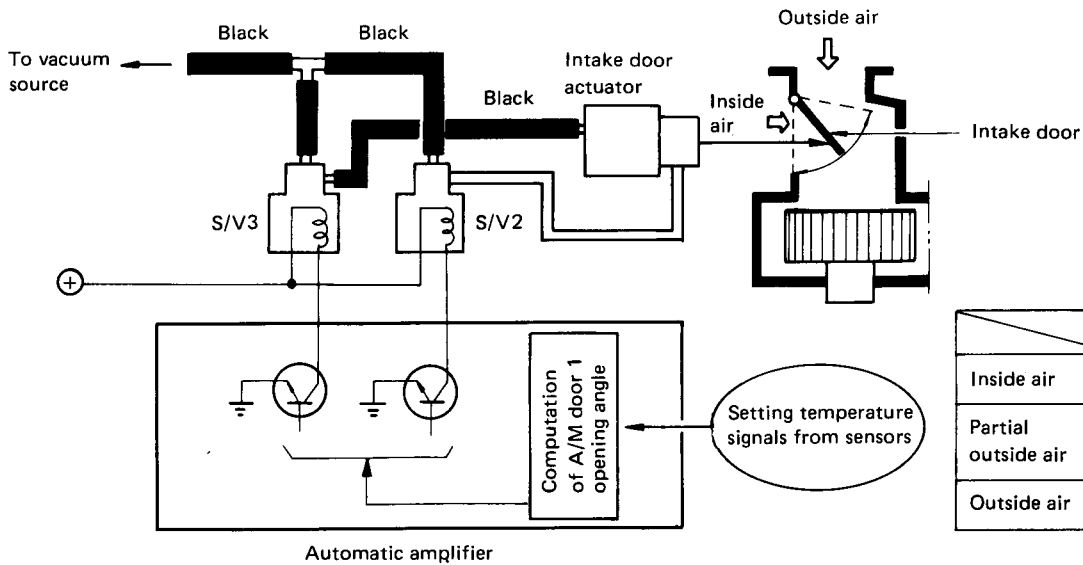 Outside air
Black
Black
To vacuum
source
Intake door
actuator
Black
Inside
air
Intake door
S/V3
S/V2
+
Computation
of A/M door 1
opening angle
Setting temperature
signals from sensors
Inside air
Partial
outside air
Outside air
Automatic amplifier